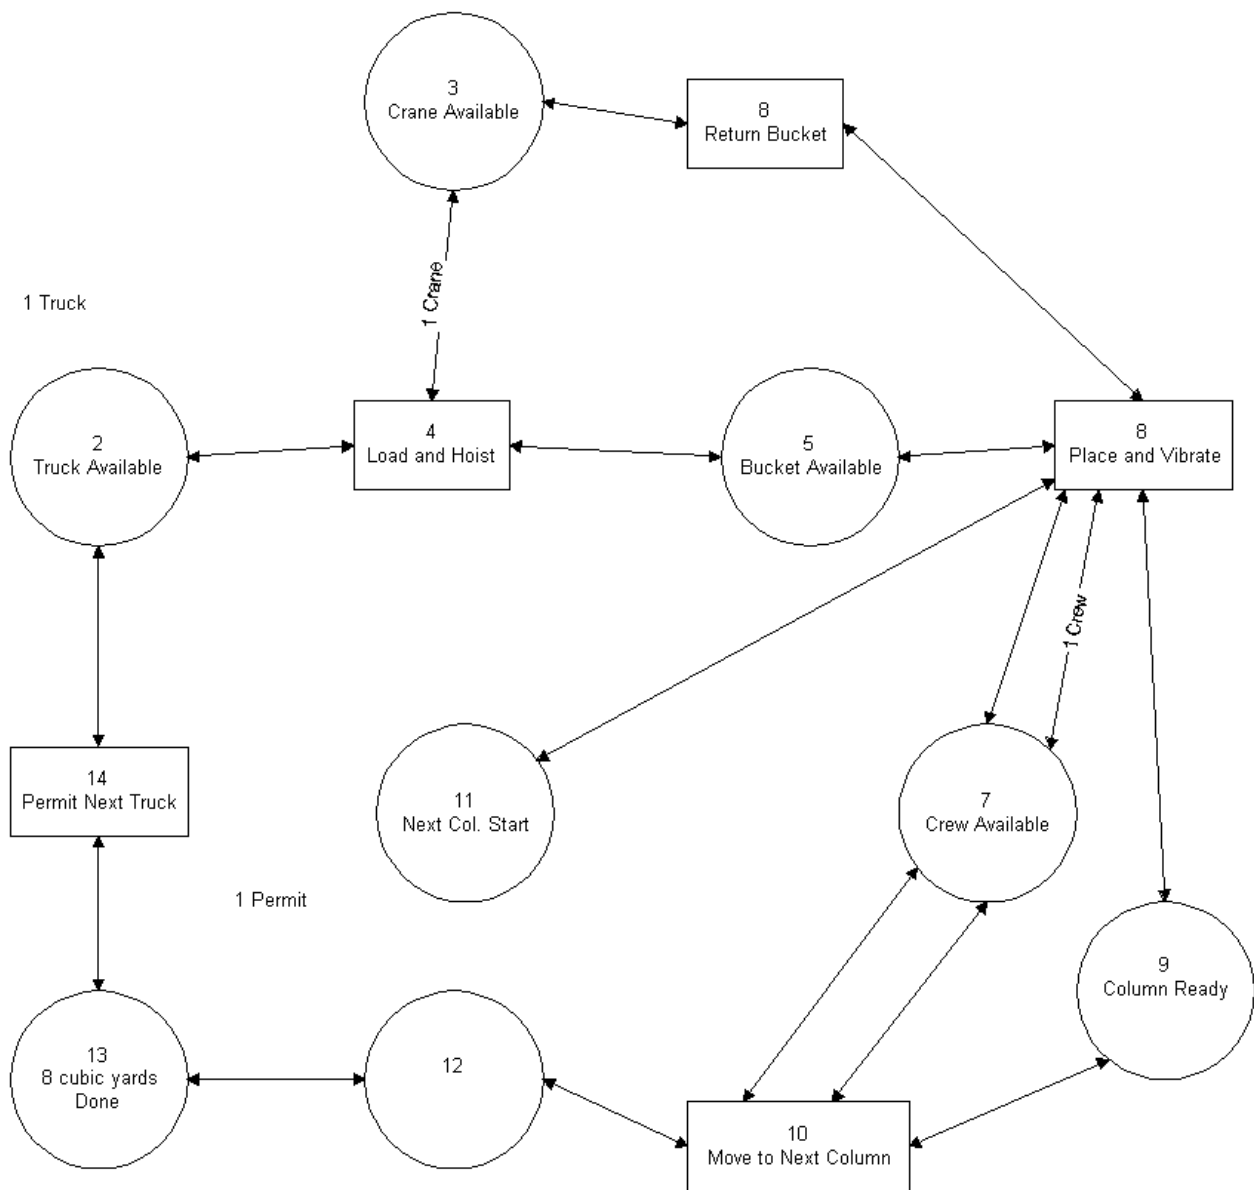 3
Crane Available
8
Return Bucket
1 Crane
1 Truck
2
Truck Available
4
Load and Hoist
5
Bucket Available
8
Place and Vibrate
1 Crew
14
Permit Next Truck
11
Next Col. Start
7
Crew Available
1 Permit
9
Column Ready
13
8 cubic yards
Done
12
10
Move to Next Column